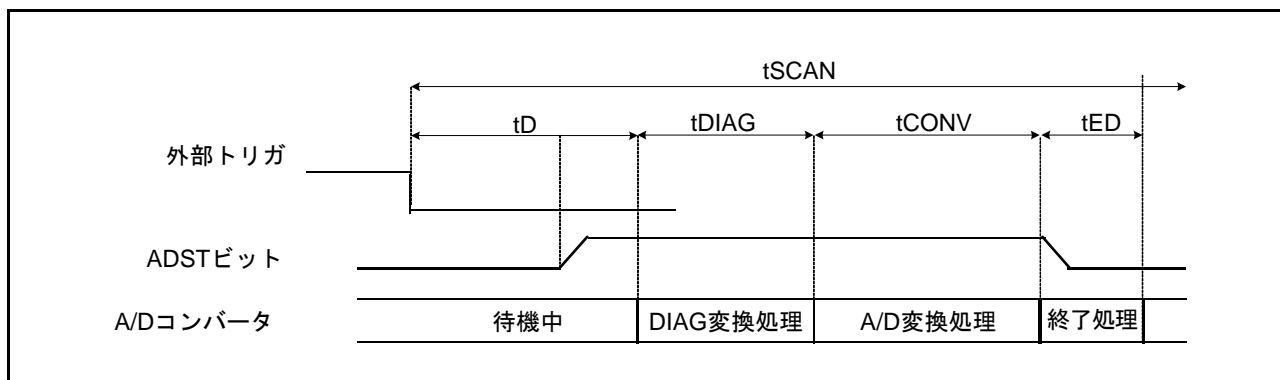 tSCAN
tD tDIAG tCONV tED
外部トリガ
ADSTビット
A/Dコンバータ 待機中 DIAG変換処理 A/D変換処理 終了処理